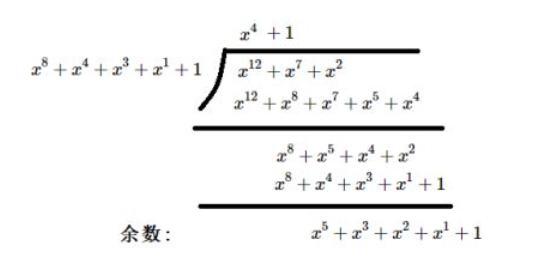 x^4 + 1
x^8 + x^4 + x^3 + x^1 + 1
x^12 + x^7 + x^2
x^12 + x^8 + x^7 + x^5 + x^4
x^8 + x^5 + x^4 + x^2
x^8 + x^4 + x^3 + x^1 + 1
余数: x^5 + x^3 + x^2 + x^1 + 1